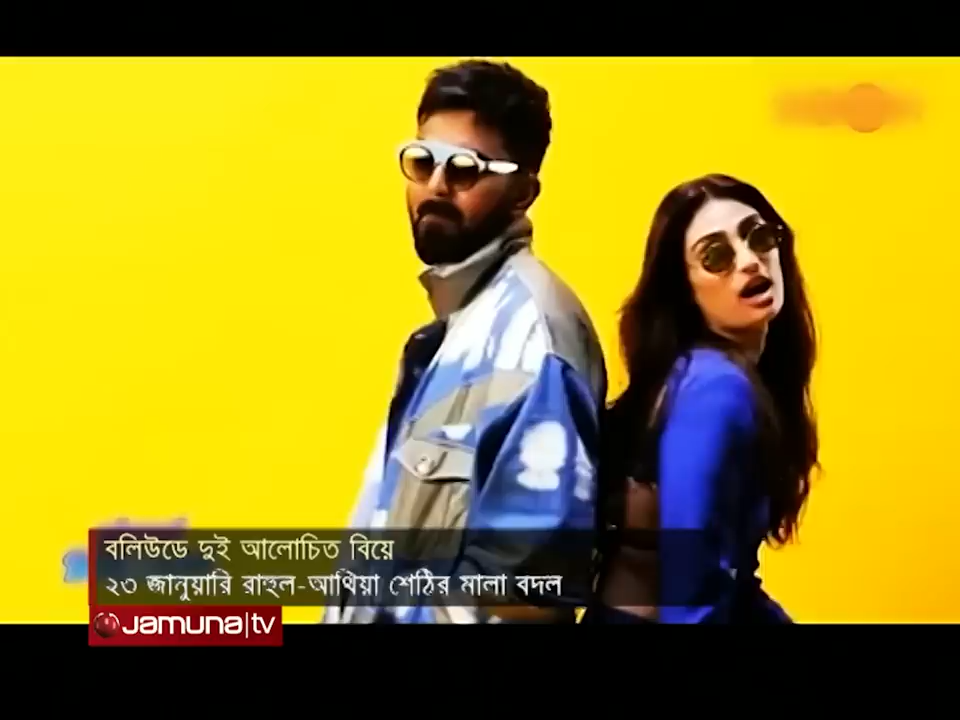 বলিউডে দুই আলোচিত বিয়ে
২৩ জানুয়ারি রাহুল-আথিয়া শেঠির মালা বদল
Jamuna|tv